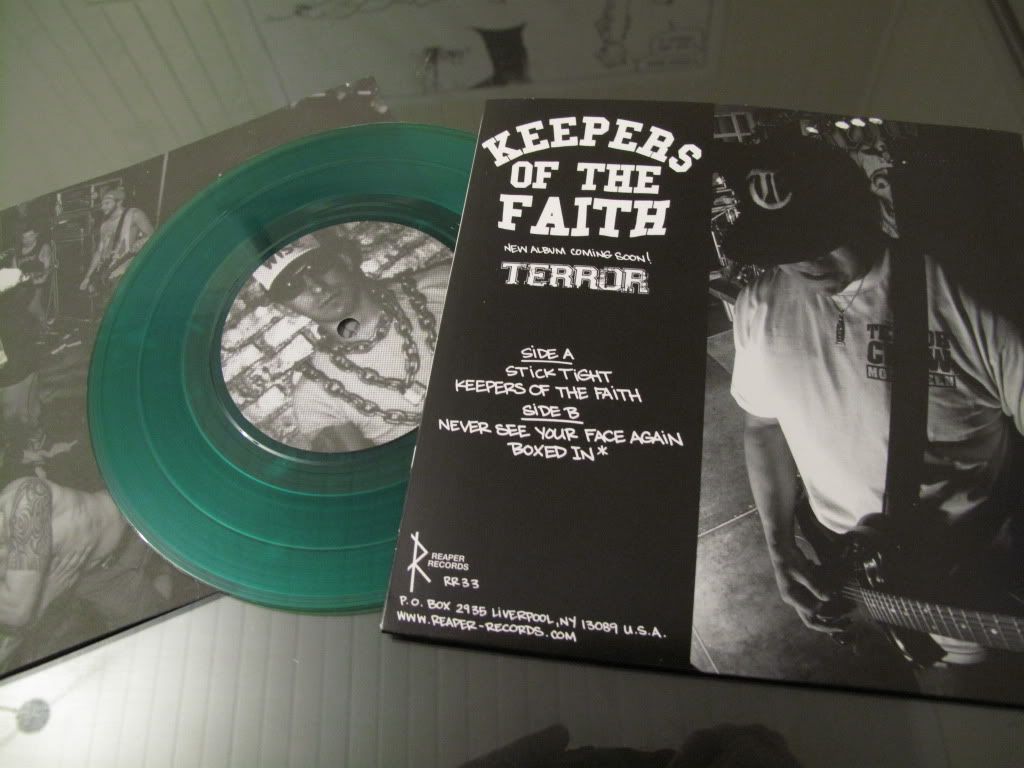 KEEPERS
OF THE
FAITH
NEW ALBUM COMING SOON!
TERROR
SIDE A
STICK TIGHT
KEEPERS OF THE FAITH
SIDE B
NEVER SEE YOUR FACE AGAIN
BOXED IN*
REAPER
RECORDS
RR33
P.O. BOX 2935 LIVERPOOL, NY 13089 U.S.A.
WWW.REAPER-RECORDS.COM